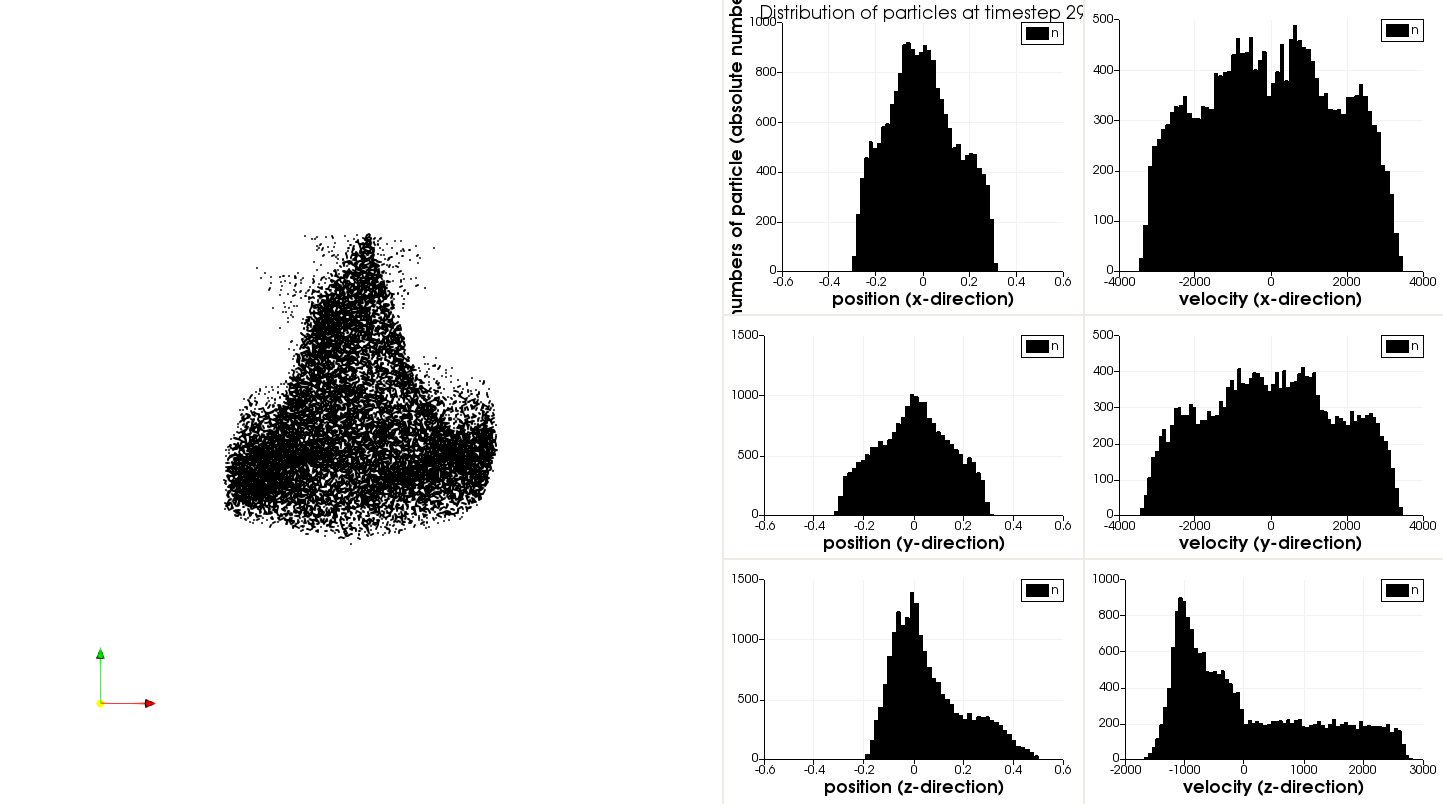 Distribution of particles at timestep 29
numbers of particle (absolute numbe
1000
800
600
400
200
0
-0.6 -0.4 -0.2 0 0.2 0.4 0.6
position (x-direction)
n
500
400
300
200
100
0
-4000 -2000 0 2000 4000
velocity (x-direction)
n
1500
1000
500
0
-0.6 -0.4 -0.2 0 0.2 0.4 0.6
position (y-direction)
n
500
400
300
200
100
0
-4000 -2000 0 2000 4000
velocity (y-direction)
n
1500
1000
500
0
-0.6 -0.4 -0.2 0 0.2 0.4 0.6
position (z-direction)
n
1000
800
600
400
200
0
-2000 -1000 0 1000 2000 3000
velocity (z-direction)
n